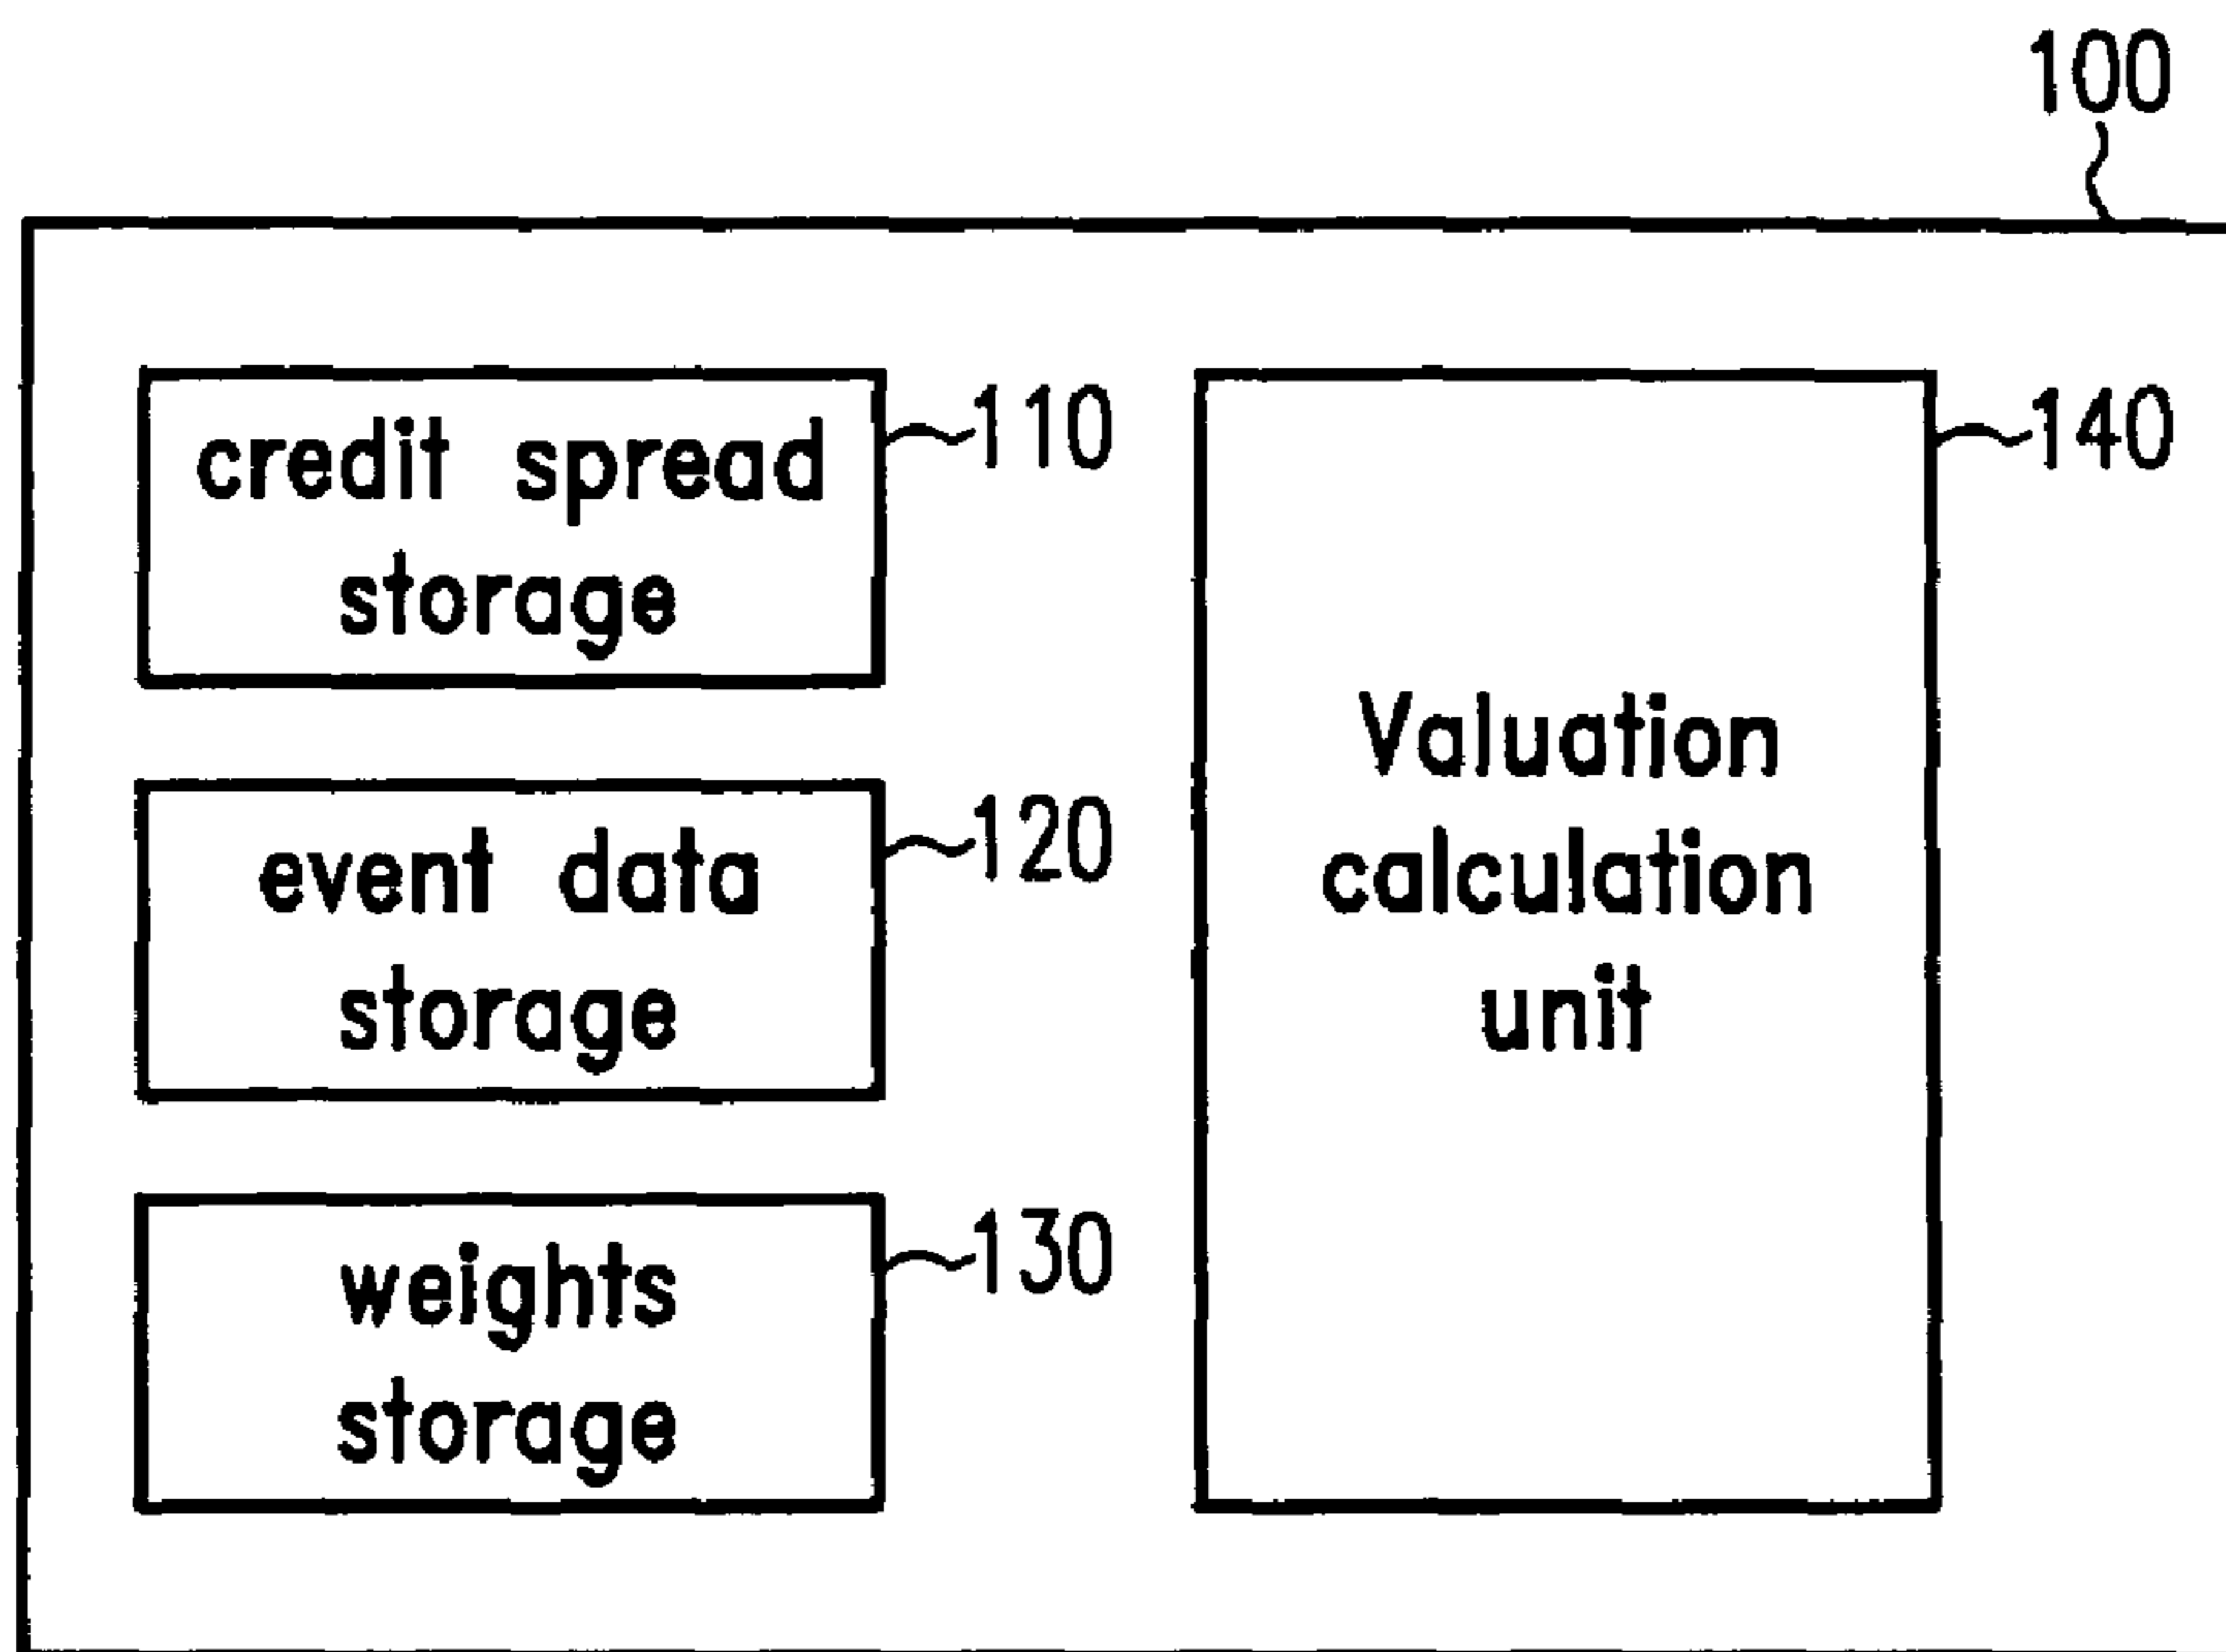 100
credit spread
storage
110
event data
storage
120
weights
storage
130
Valuation
calculation
unit
140